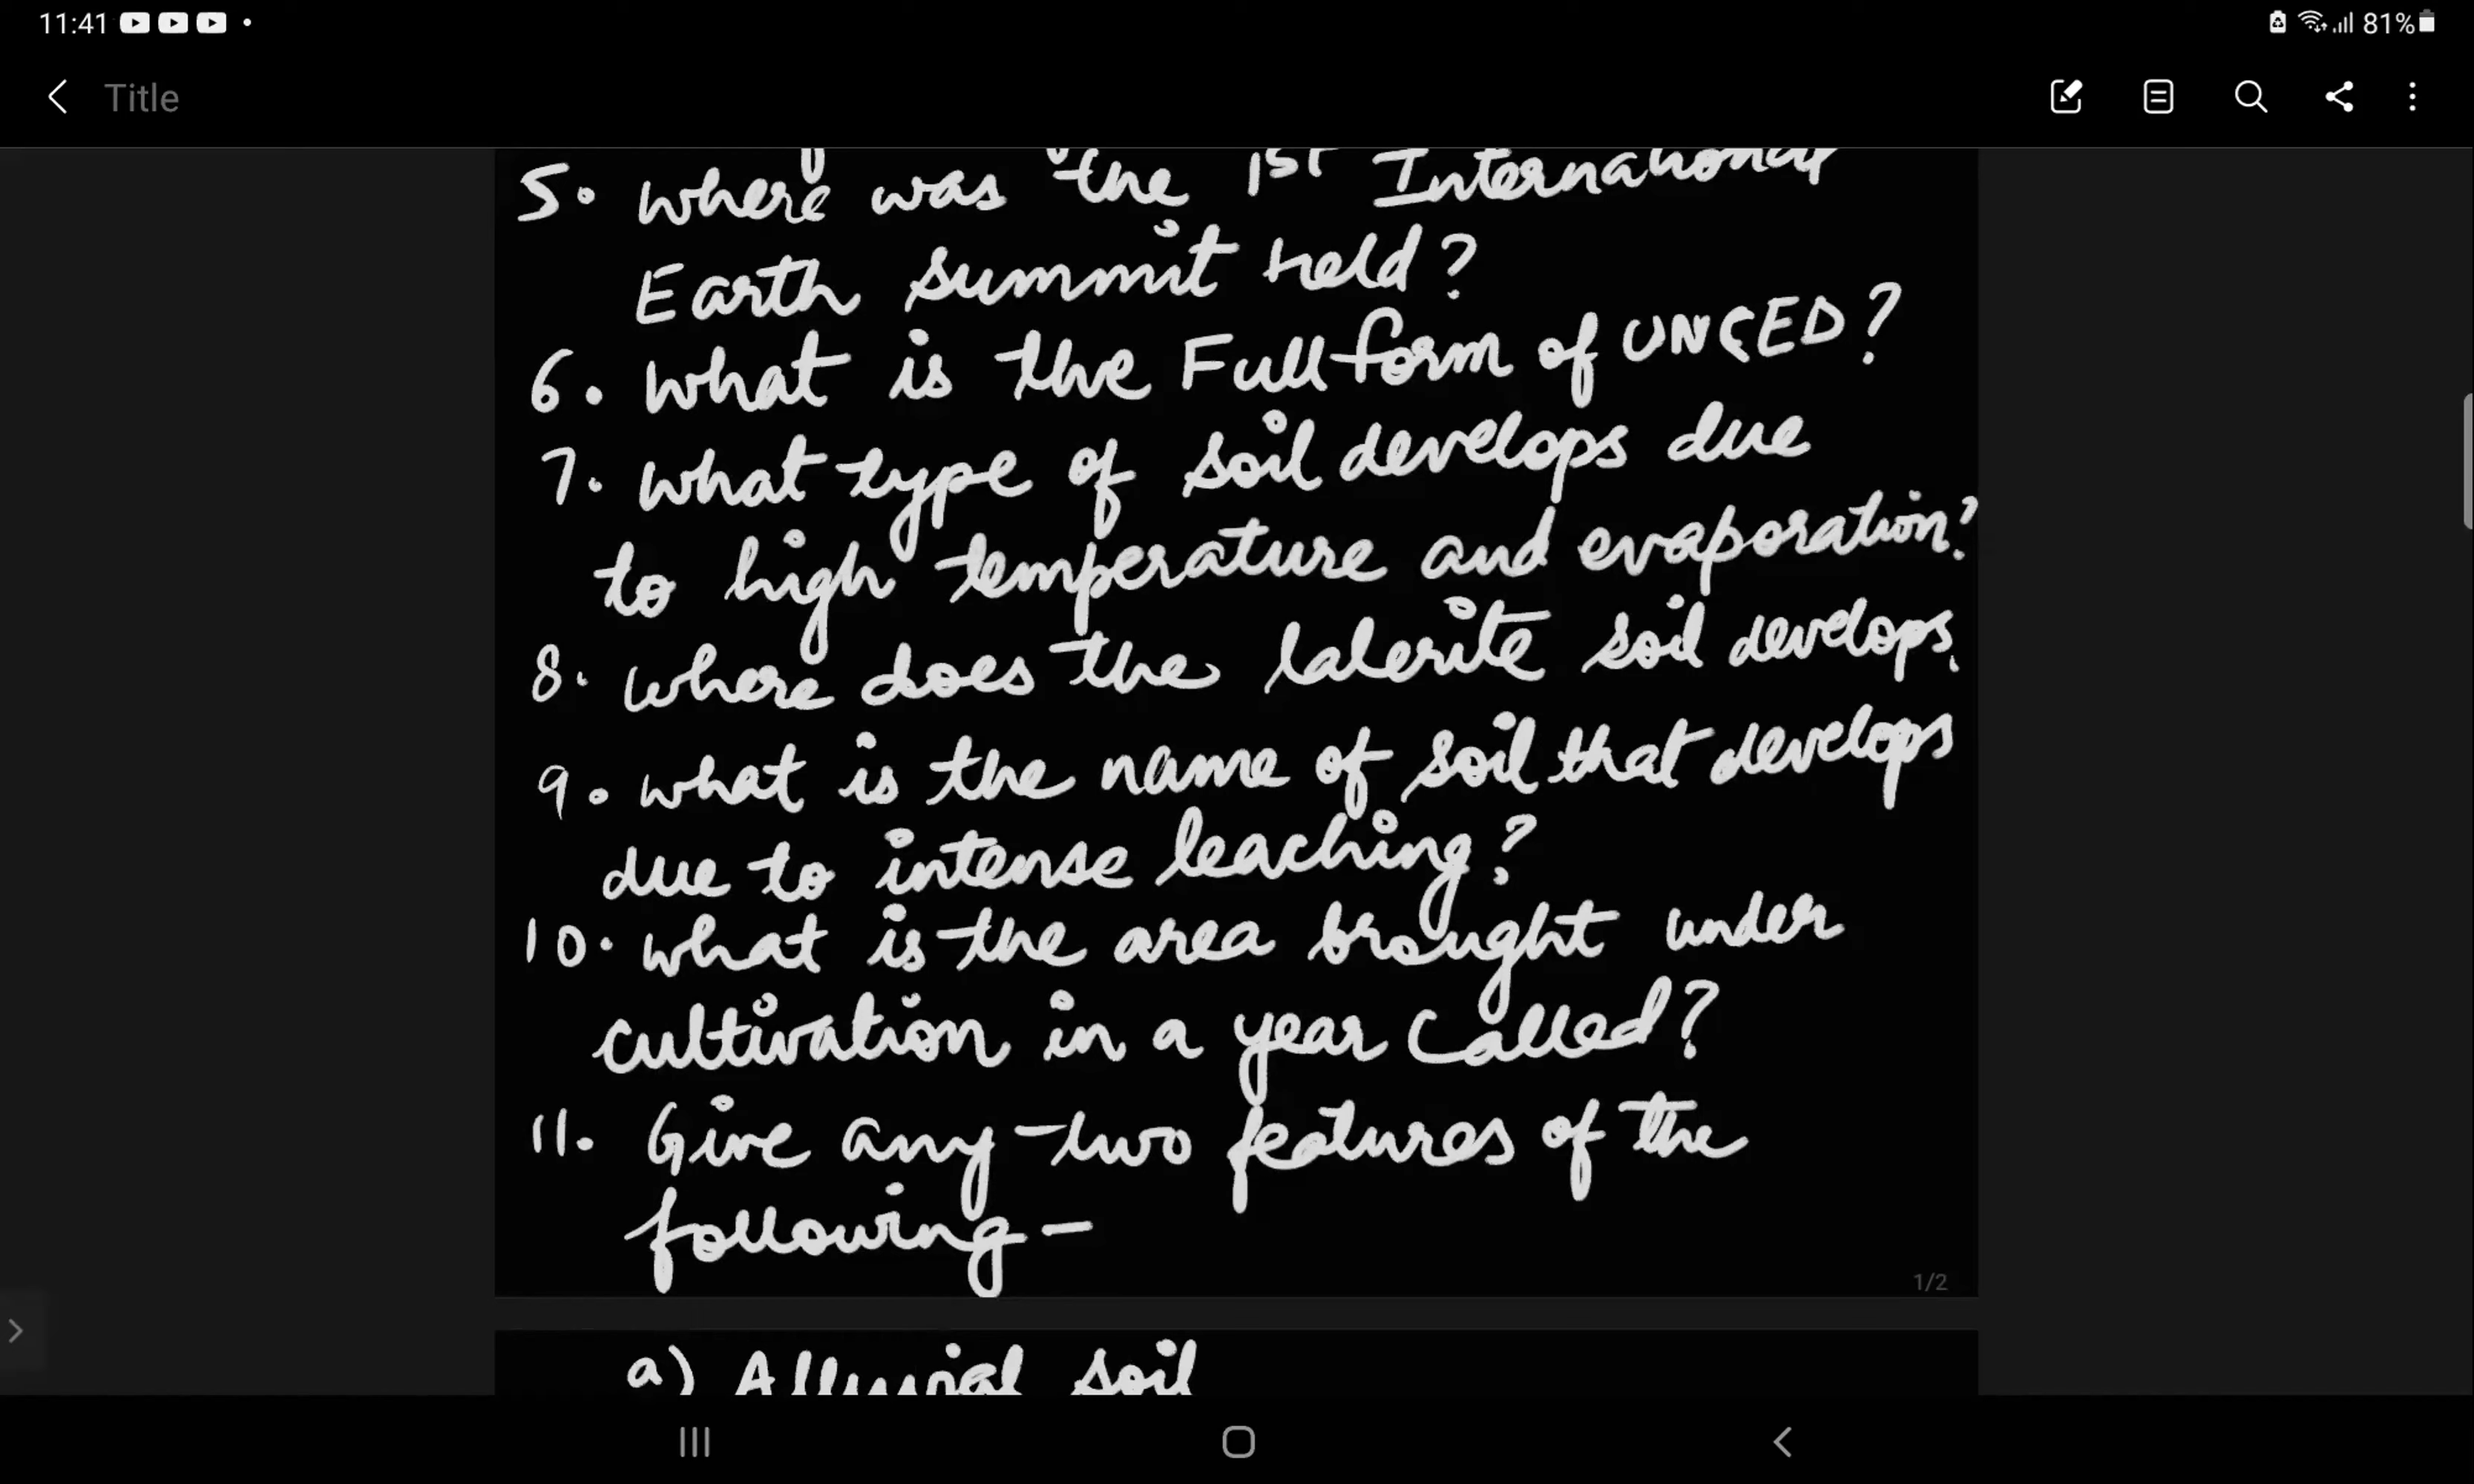 11:41
81%
Title
5. Where was the 1st International
Earth summit held?
6. What is the Full form of UNCED?
7. What type of soil develops due
to high temperature and evaporation?
8. Where does the lalerite soil develops.
9. What is the name of soil that develops
due to intense leaching?
10. What is the area brought under
cultivation in a year called?
11. Give any two features of the
following -
1/2
a) Alluvial soil